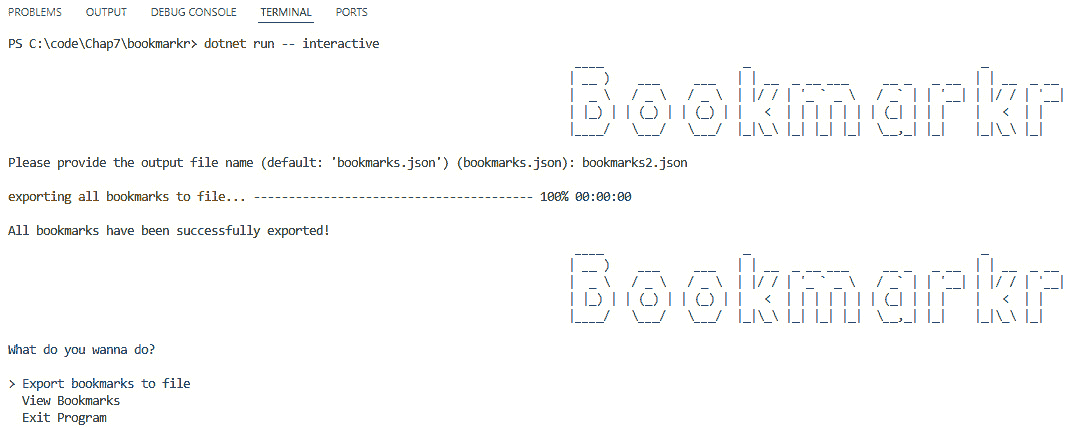 PROBLEMS OUTPUT DEBUG CONSOLE TERMINAL PORTS
PS C:\code\Chap7\bookmarkr> dotnet run -- interactive
Bookmarkr
Please provide the output file name (default: 'bookmarks.json') (bookmarks.json): bookmarks2.json
exporting all bookmarks to file... ---------------------------------------- 100% 00:00:00
All bookmarks have been successfully exported!
Bookmarkr
What do you wanna do?
> Export bookmarks to file
View Bookmarks
Exit Program